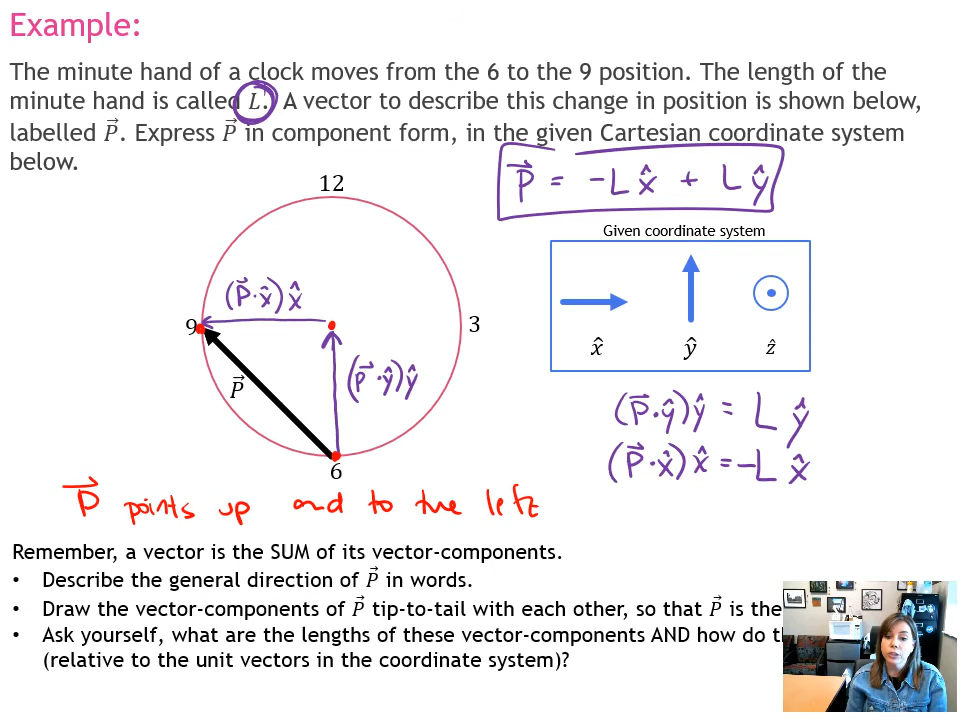 Example:
The minute hand of a clock moves from the 6 to the 9 position. The length of the
minute hand is called L. A vector to describe this change in position is shown below,
labelled P⃗. Express P⃗ in component form, in the given Cartesian coordinate system
below.
P⃗ = -L x̂ + L ŷ
12
Given coordinate system
(P⃗·x̂) x̂
9
3
x̂ ŷ ẑ
P⃗
(P⃗·ŷ)ŷ
(P⃗·ŷ)ŷ = L ŷ
(P⃗·x̂) x̂ = -L x̂
6
P⃗ points up and to the left
Remember, a vector is the SUM of its vector-components.
• Describe the general direction of P⃗ in words.
• Draw the vector-components of P⃗ tip-to-tail with each other, so that P⃗ is the
• Ask yourself, what are the lengths of these vector-components AND how do
(relative to the unit vectors in the coordinate system)?